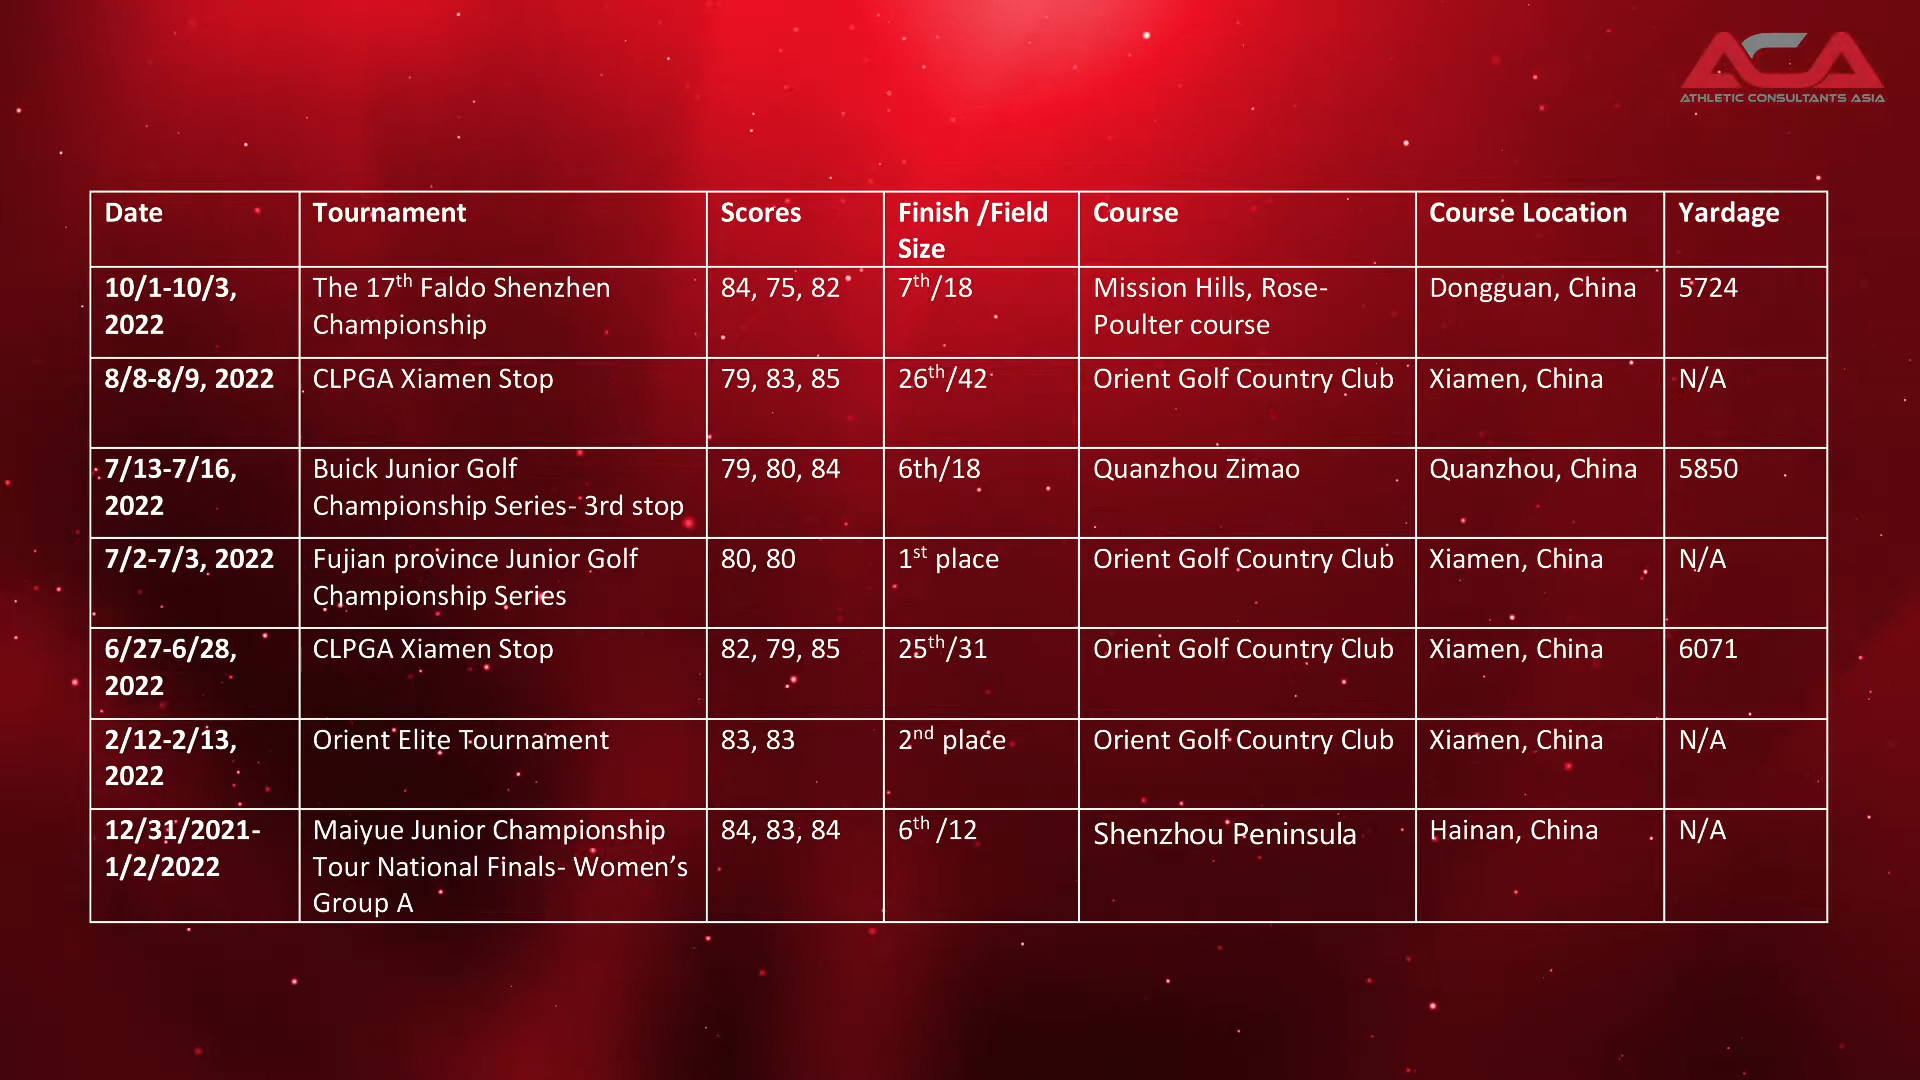 ACA
ATHLETIC CONSULTANTS ASIA
Date Tournament Scores Finish /Field Size Course Course Location Yardage
10/1-10/3, 2022 The 17th Faldo Shenzhen Championship 84, 75, 82 7th/18 Mission Hills, Rose-Poulter course Dongguan, China 5724
8/8-8/9, 2022 CLPGA Xiamen Stop 79, 83, 85 26th/42 Orient Golf Country Club Xiamen, China N/A
7/13-7/16, 2022 Buick Junior Golf Championship Series- 3rd stop 79, 80, 84 6th/18 Quanzhou Zimao Quanzhou, China 5850
7/2-7/3, 2022 Fujian province Junior Golf Championship Series 80, 80 1st place Orient Golf Country Club Xiamen, China N/A
6/27-6/28, 2022 CLPGA Xiamen Stop 82, 79, 85 25th/31 Orient Golf Country Club Xiamen, China 6071
2/12-2/13, 2022 Orient Elite Tournament 83, 83 2nd place Orient Golf Country Club Xiamen, China N/A
12/31/2021-1/2/2022 Maiyue Junior Championship Tour National Finals- Women’s Group A 84, 83, 84 6th /12 Shenzhou Peninsula Hainan, China N/A